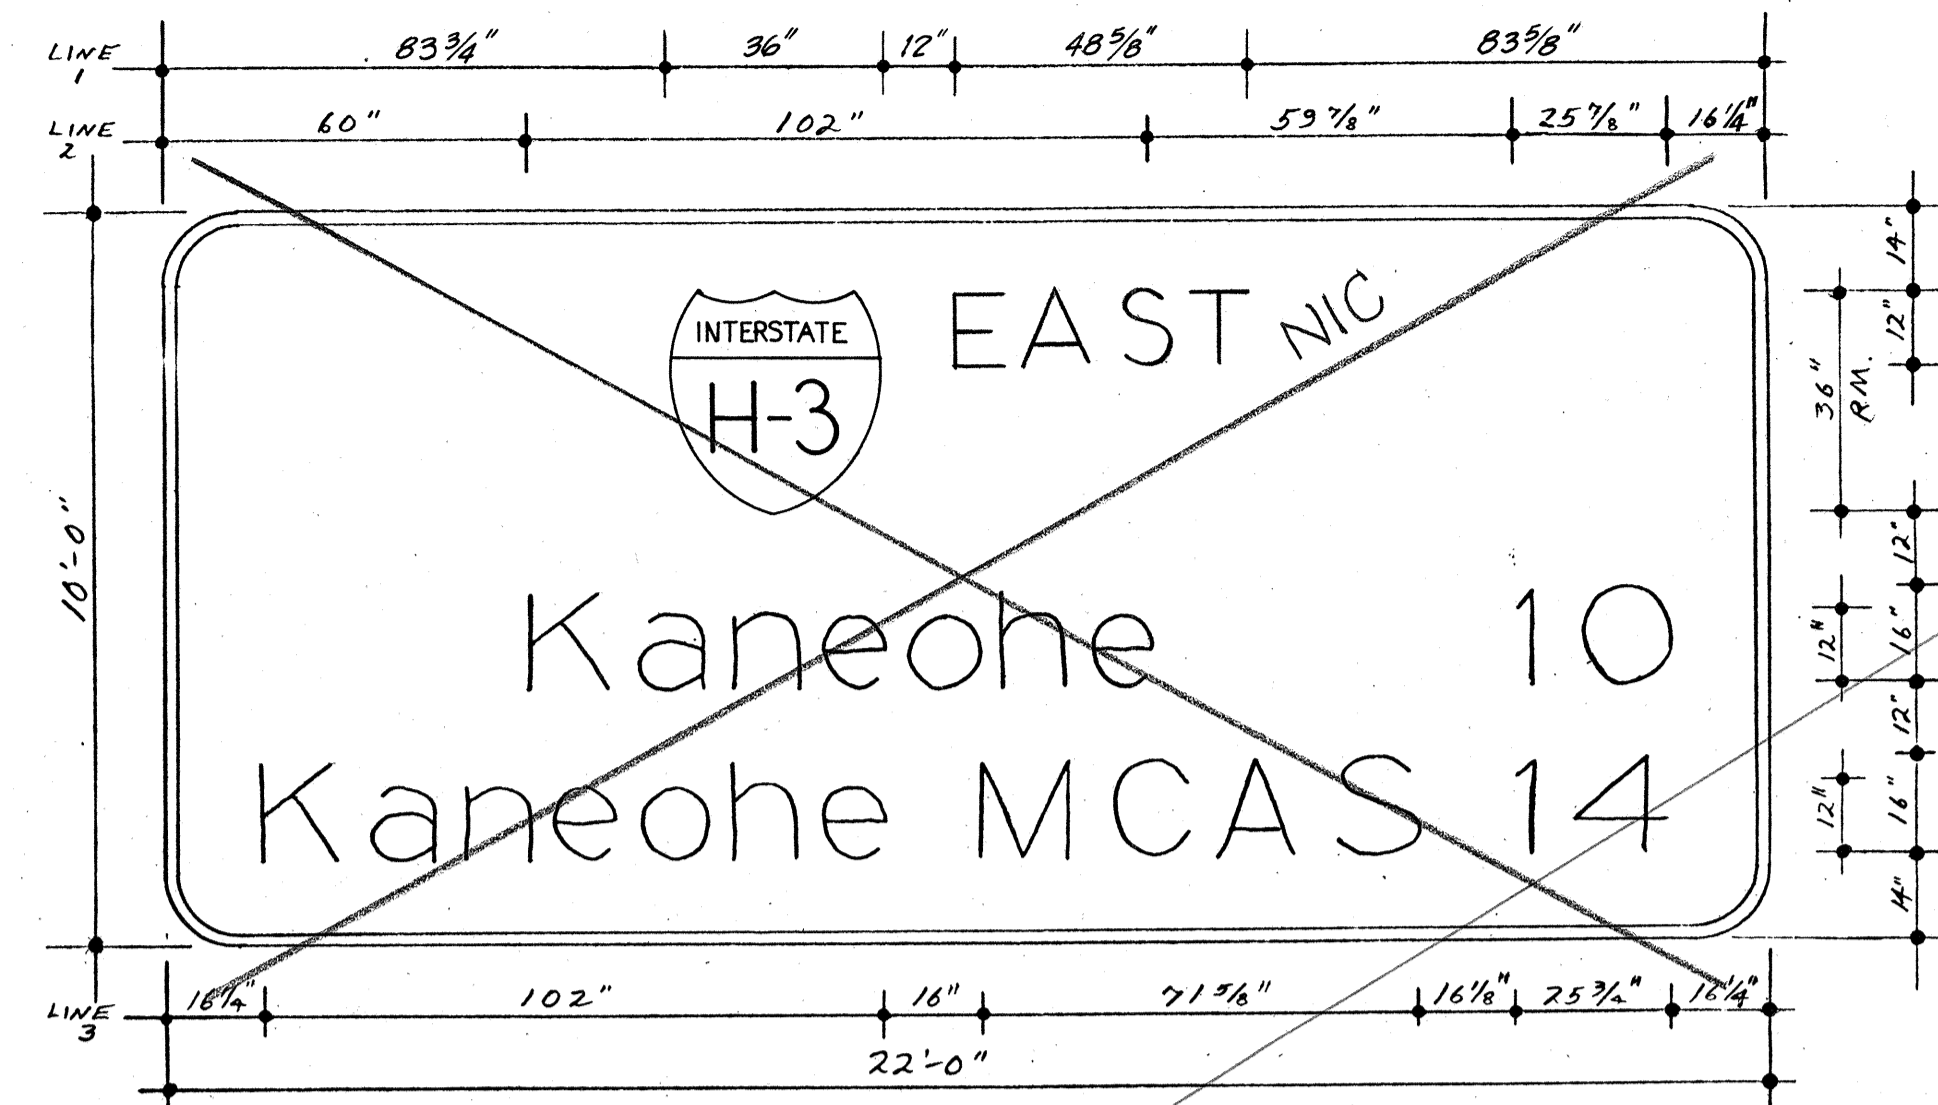 LINE 1 83 3/4" 36" 12" 48 5/8" 83 5/8"
LINE 2 60" 102" 59 7/8" 25 7/8" 16 1/4"
INTERSTATE
H-3
EAST
NIC
Kaneohe 10
Kaneohe MCAS 14
10'-0"
14"
12"
36"
R.M.
12"
12"
16"
12"
12"
16"
14"
LINE 3 16 1/4" 102" 16" 71 5/8" 16 1/8" 25 3/4" 16 1/4"
22'-0"